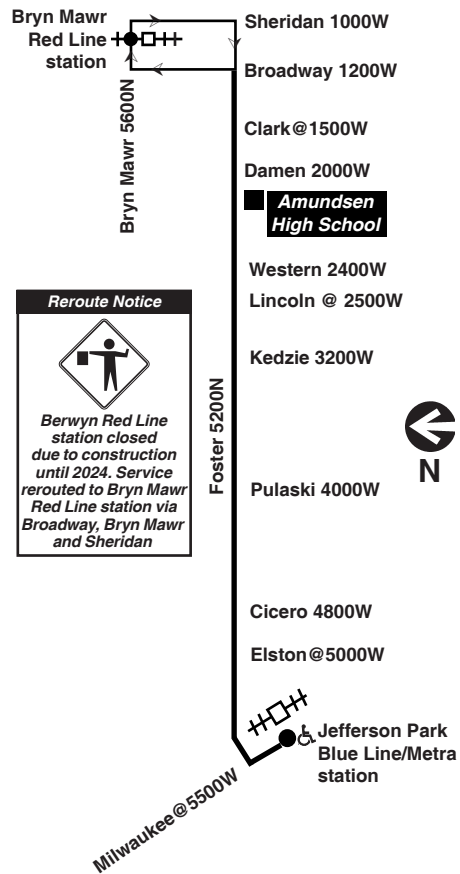 Bryn Mawr
Red Line
station
Sheridan 1000W
Broadway 1200W
Bryn Mawr 5600N
Clark@1500W
Damen 2000W
Amundsen
High School
Western 2400W
Lincoln @ 2500W
Kedzie 3200W
Reroute Notice
Berwyn Red Line
station closed
due to construction
until 2024. Service
rerouted to Bryn Mawr
Red Line station via
Broadway, Bryn Mawr
and Sheridan
Foster 5200N
N
Pulaski 4000W
Cicero 4800W
Elston@5000W
Jefferson Park
Blue Line/Metra
station
Milwaukee@5500W